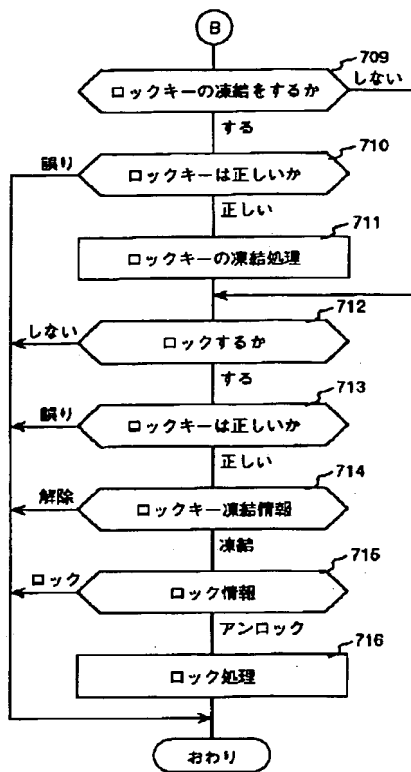 B
709
ロックキーの凍結をするか
しない
する
710
誤り
ロックキーは正しいか
正しい
711
ロックキーの凍結処理
712
しない
ロックするか
する
713
誤り
ロックキーは正しいか
正しい
714
解除
ロックキー凍結情報
凍結
715
ロック
ロック情報
アンロック
716
ロック処理
おわり